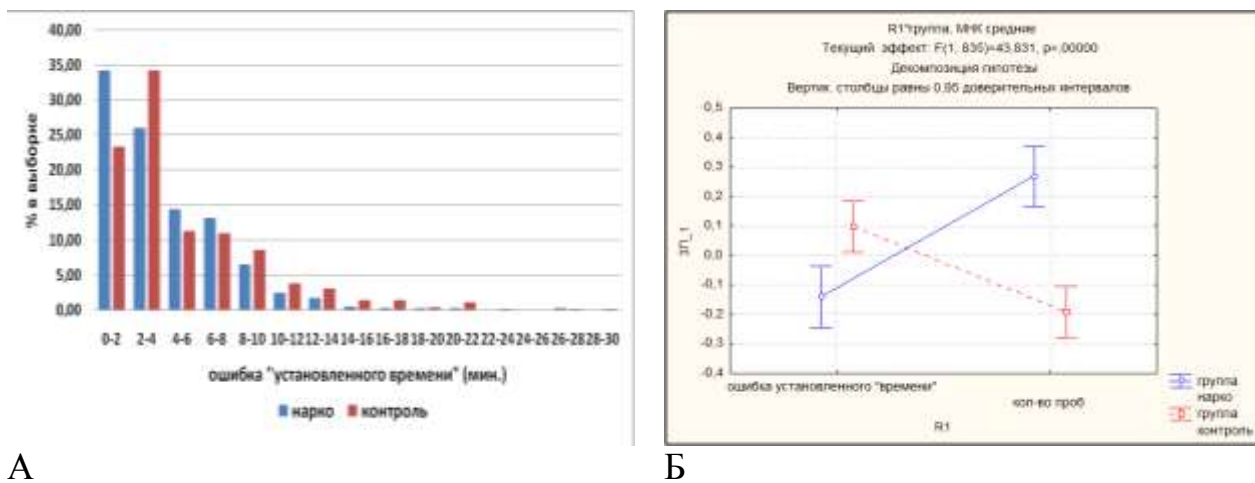 40,00
35,00
30,00
25,00
20,00
15,00
10,00
5,00
0,00
% в выборке
0-2 2-4 4-6 6-8 8-10 10-12 12-14 14-16 16-18 18-20 20-22 22-24 24-26 26-28 28-30
ошибка "установленного времени" (мин.)
нарко контроль
А
R1*группа, МНК средние
Текущий эффект: F(1, 835)=43,831, p=,00000
Декомпозиция гипотезы
Вертик. столбцы равны 0,95 доверительных интервалов
0,5
0,4
0,3
0,2
0,1
0,0
-0,1
-0,2
-0,3
-0,4
ЗП_1
ошибка установленного "времени"
кол-во проб
R1
группа
нарко
группа
контроль
Б